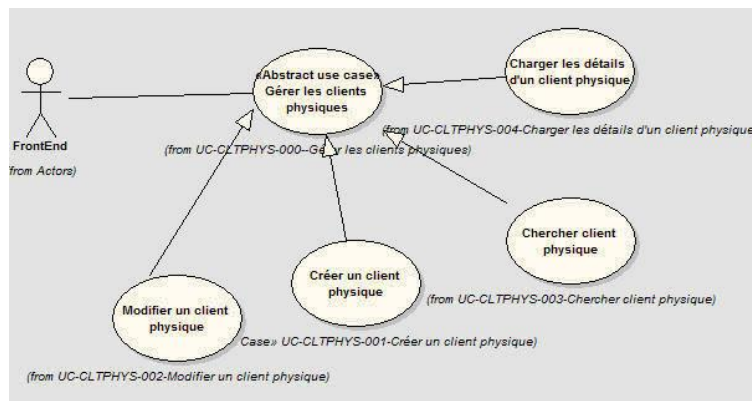 «Abstract use case»
Gérer les clients
physiques
Charger les détails
d'un client physique
FrontEnd
(from UC-CLTPHYS-004-Charger les détails d'un client physique
(from UC-CLTPHYS-000--Gérer les clients physiques)
from Actors)
Chercher client
physique
Créer un client
physique
(from UC-CLTPHYS-003-Chercher client physique)
Modifier un client
physique
Case» UC-CLTPHYS-001-Créer un client physique)
(from UC-CLTPHYS-002-Modifier un client physique)